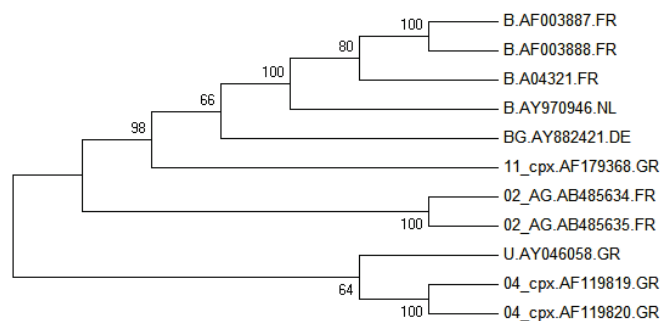 100 B.AF003887.FR
80 B.AF003888.FR
100 B.A04321.FR
66 B.AY970946.NL
98 BG.AY882421.DE
11_cpx.AF179368.GR
02_AG.AB485634.FR
100 02_AG.AB485635.FR
U.AY046058.GR
64 04_cpx.AF119819.GR
100 04_cpx.AF119820.GR